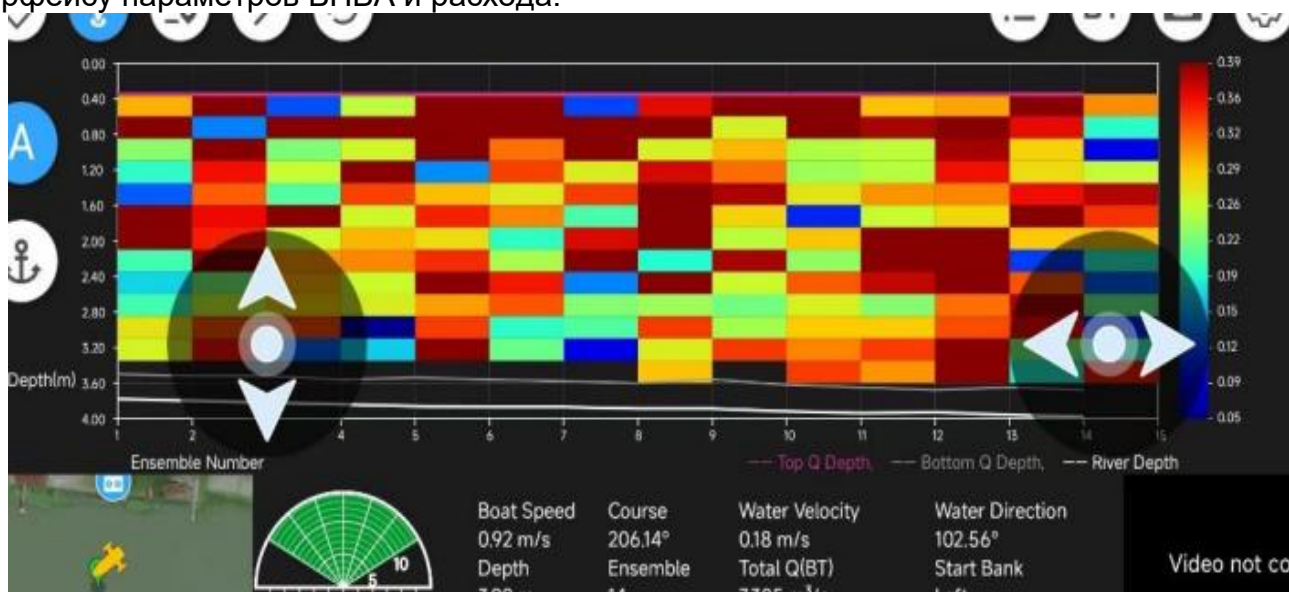 параметров БПВА и расхода.
A
0.00
0.40
0.80
1.20
1.60
2.00
2.40
2.80
3.20
Depth(m) 3.60
4.00
1 2 4 5 6 7 8 9 10 11 12 13 14 15
0.39
0.36
0.32
0.29
0.26
0.22
0.19
0.15
0.12
0.09
0.05
Ensemble Number
--- Top Q Depth, --- Bottom Q Depth, --- River Depth
10
5
Boat Speed Course Water Velocity Water Direction
0.92 m/s 206.14° 0.18 m/s 102.56°
Depth Ensemble Total Q(BT) Start Bank
Video not co